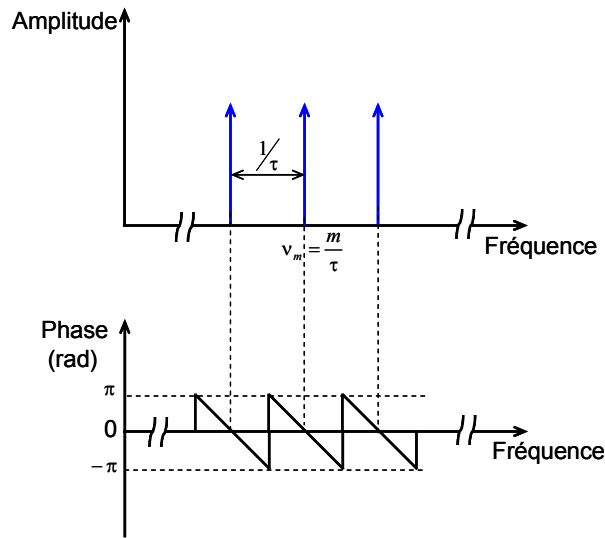 Amplitude
1/τ
Fréquence
ν_m = m/τ
Phase
(rad)
π
0
Fréquence
−π